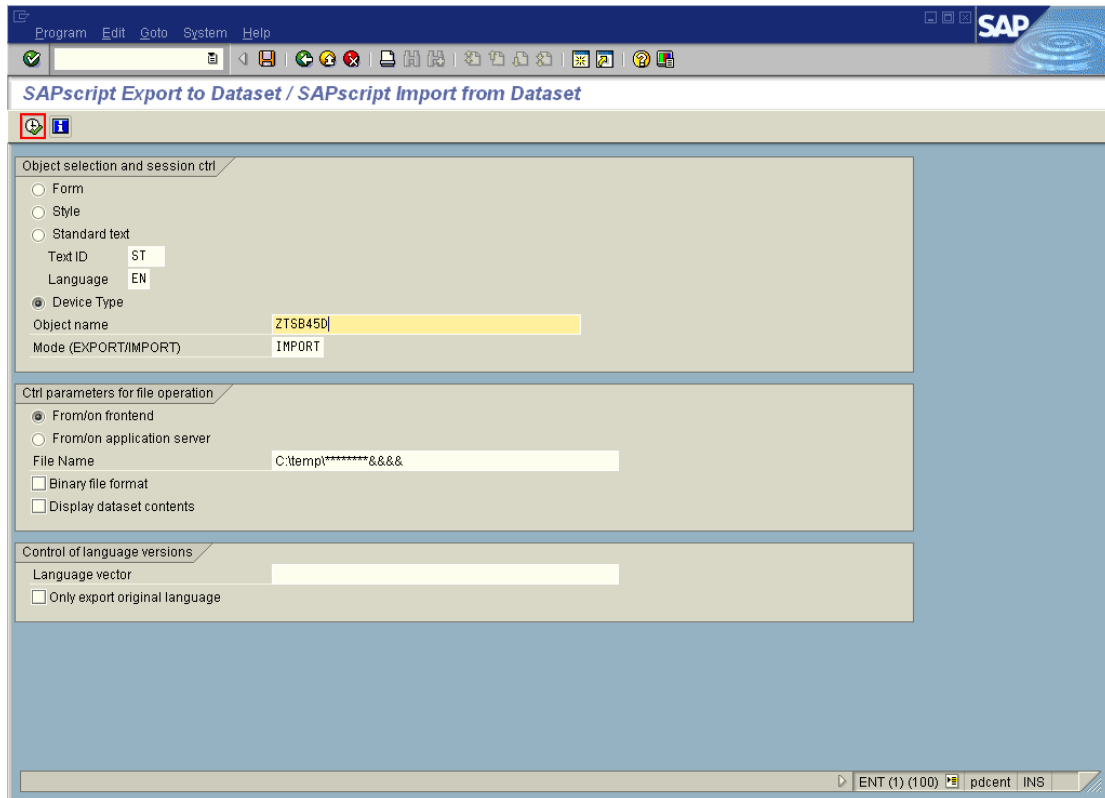 Program Edit Goto System Help
SAP
SAPscript Export to Dataset / SAPscript Import from Dataset
Object selection and session ctrl
Form
Style
Standard text
Text ID ST
Language EN
Device Type
Object name ZTSB45D
Mode (EXPORT/IMPORT) IMPORT
Ctrl parameters for file operation
From/on frontend
From/on application server
File Name C:\temp\********&&&&
Binary file format
Display dataset contents
Control of language versions
Language vector
Only export original language
ENT (1) (100) pdcent INS